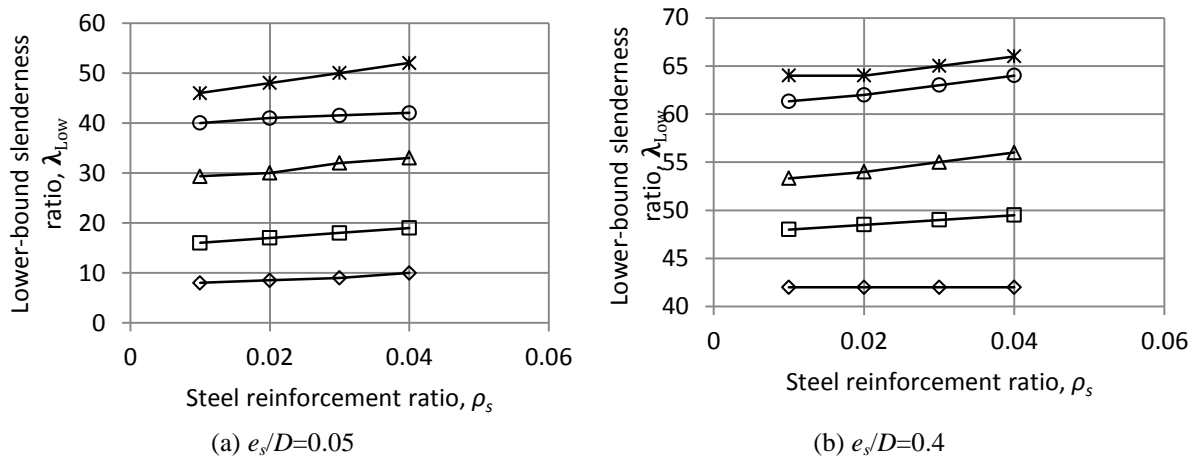 Lower-bound slenderness
ratio, λLow
60
50
40
30
20
10
0
0
0.02
0.04
0.06
Steel reinforcement ratio, ρs
(a) es/D=0.05
Lower-bound slenderness
ratio, λLow
70
65
60
55
50
45
40
0
0.02
0.04
0.06
Steel reinforcement ratio, ρs
(b) es/D=0.4